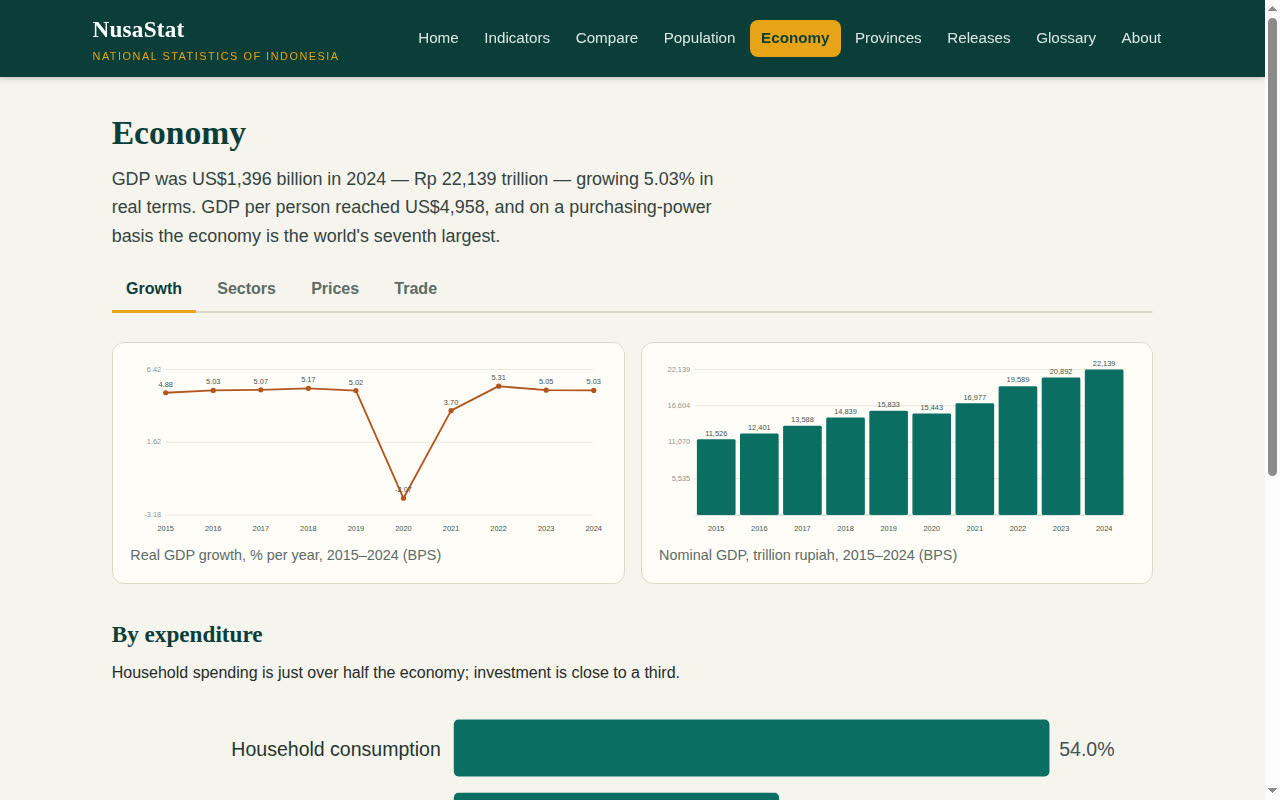 NusaStat
NATIONAL STATISTICS OF INDONESIA
Home Indicators Compare Population Economy Provinces Releases Glossary About
Economy
GDP was US$1,396 billion in 2024 — Rp 22,139 trillion — growing 5.03% in
real terms. GDP per person reached US$4,958, and on a purchasing-power
basis the economy is the world's seventh largest.
Growth Sectors Prices Trade
6.42
1.62
-3.18
4.88 5.03 5.07 5.17 5.02 -2.07 3.70 5.31 5.05 5.03
2015 2016 2017 2018 2019 2020 2021 2022 2023 2024
Real GDP growth, % per year, 2015–2024 (BPS)
22,139
16,604
11,070
5,535
11,526 12,401 13,588 14,839 15,833 15,443 16,977 19,589 20,892 22,139
2015 2016 2017 2018 2019 2020 2021 2022 2023 2024
Nominal GDP, trillion rupiah, 2015–2024 (BPS)
By expenditure
Household spending is just over half the economy; investment is close to a third.
Household consumption 54.0%